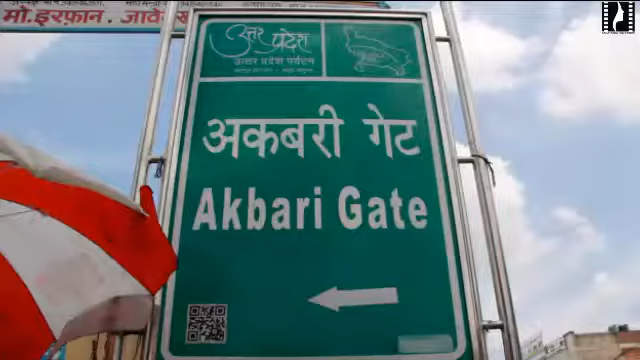 मो.इरफ़ान. जावेद
उत्तर प्रदेश
उत्तर प्रदेश पर्यटन
अकबरी गेट
Akbari Gate